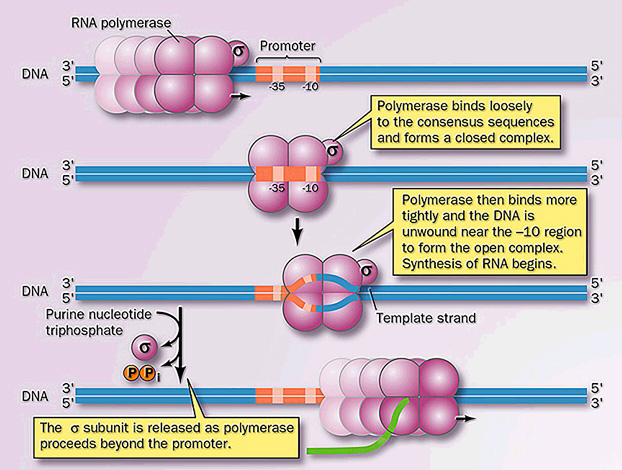 RNA polymerase
σ
Promoter
DNA
3'
5'
5'
3'
-35
-10
Polymerase binds loosely
to the consensus sequences
and forms a closed complex.
σ
DNA
3'
5'
5'
3'
-35
-10
Polymerase then binds more
tightly and the DNA is
unwound near the –10 region
to form the open complex.
Synthesis of RNA begins.
σ
DNA
3'
5'
5'
3'
Template strand
Purine nucleotide
triphosphate
σ
P P i
DNA
3'
5'
5'
3'
The σ subunit is released as polymerase
proceeds beyond the promoter.